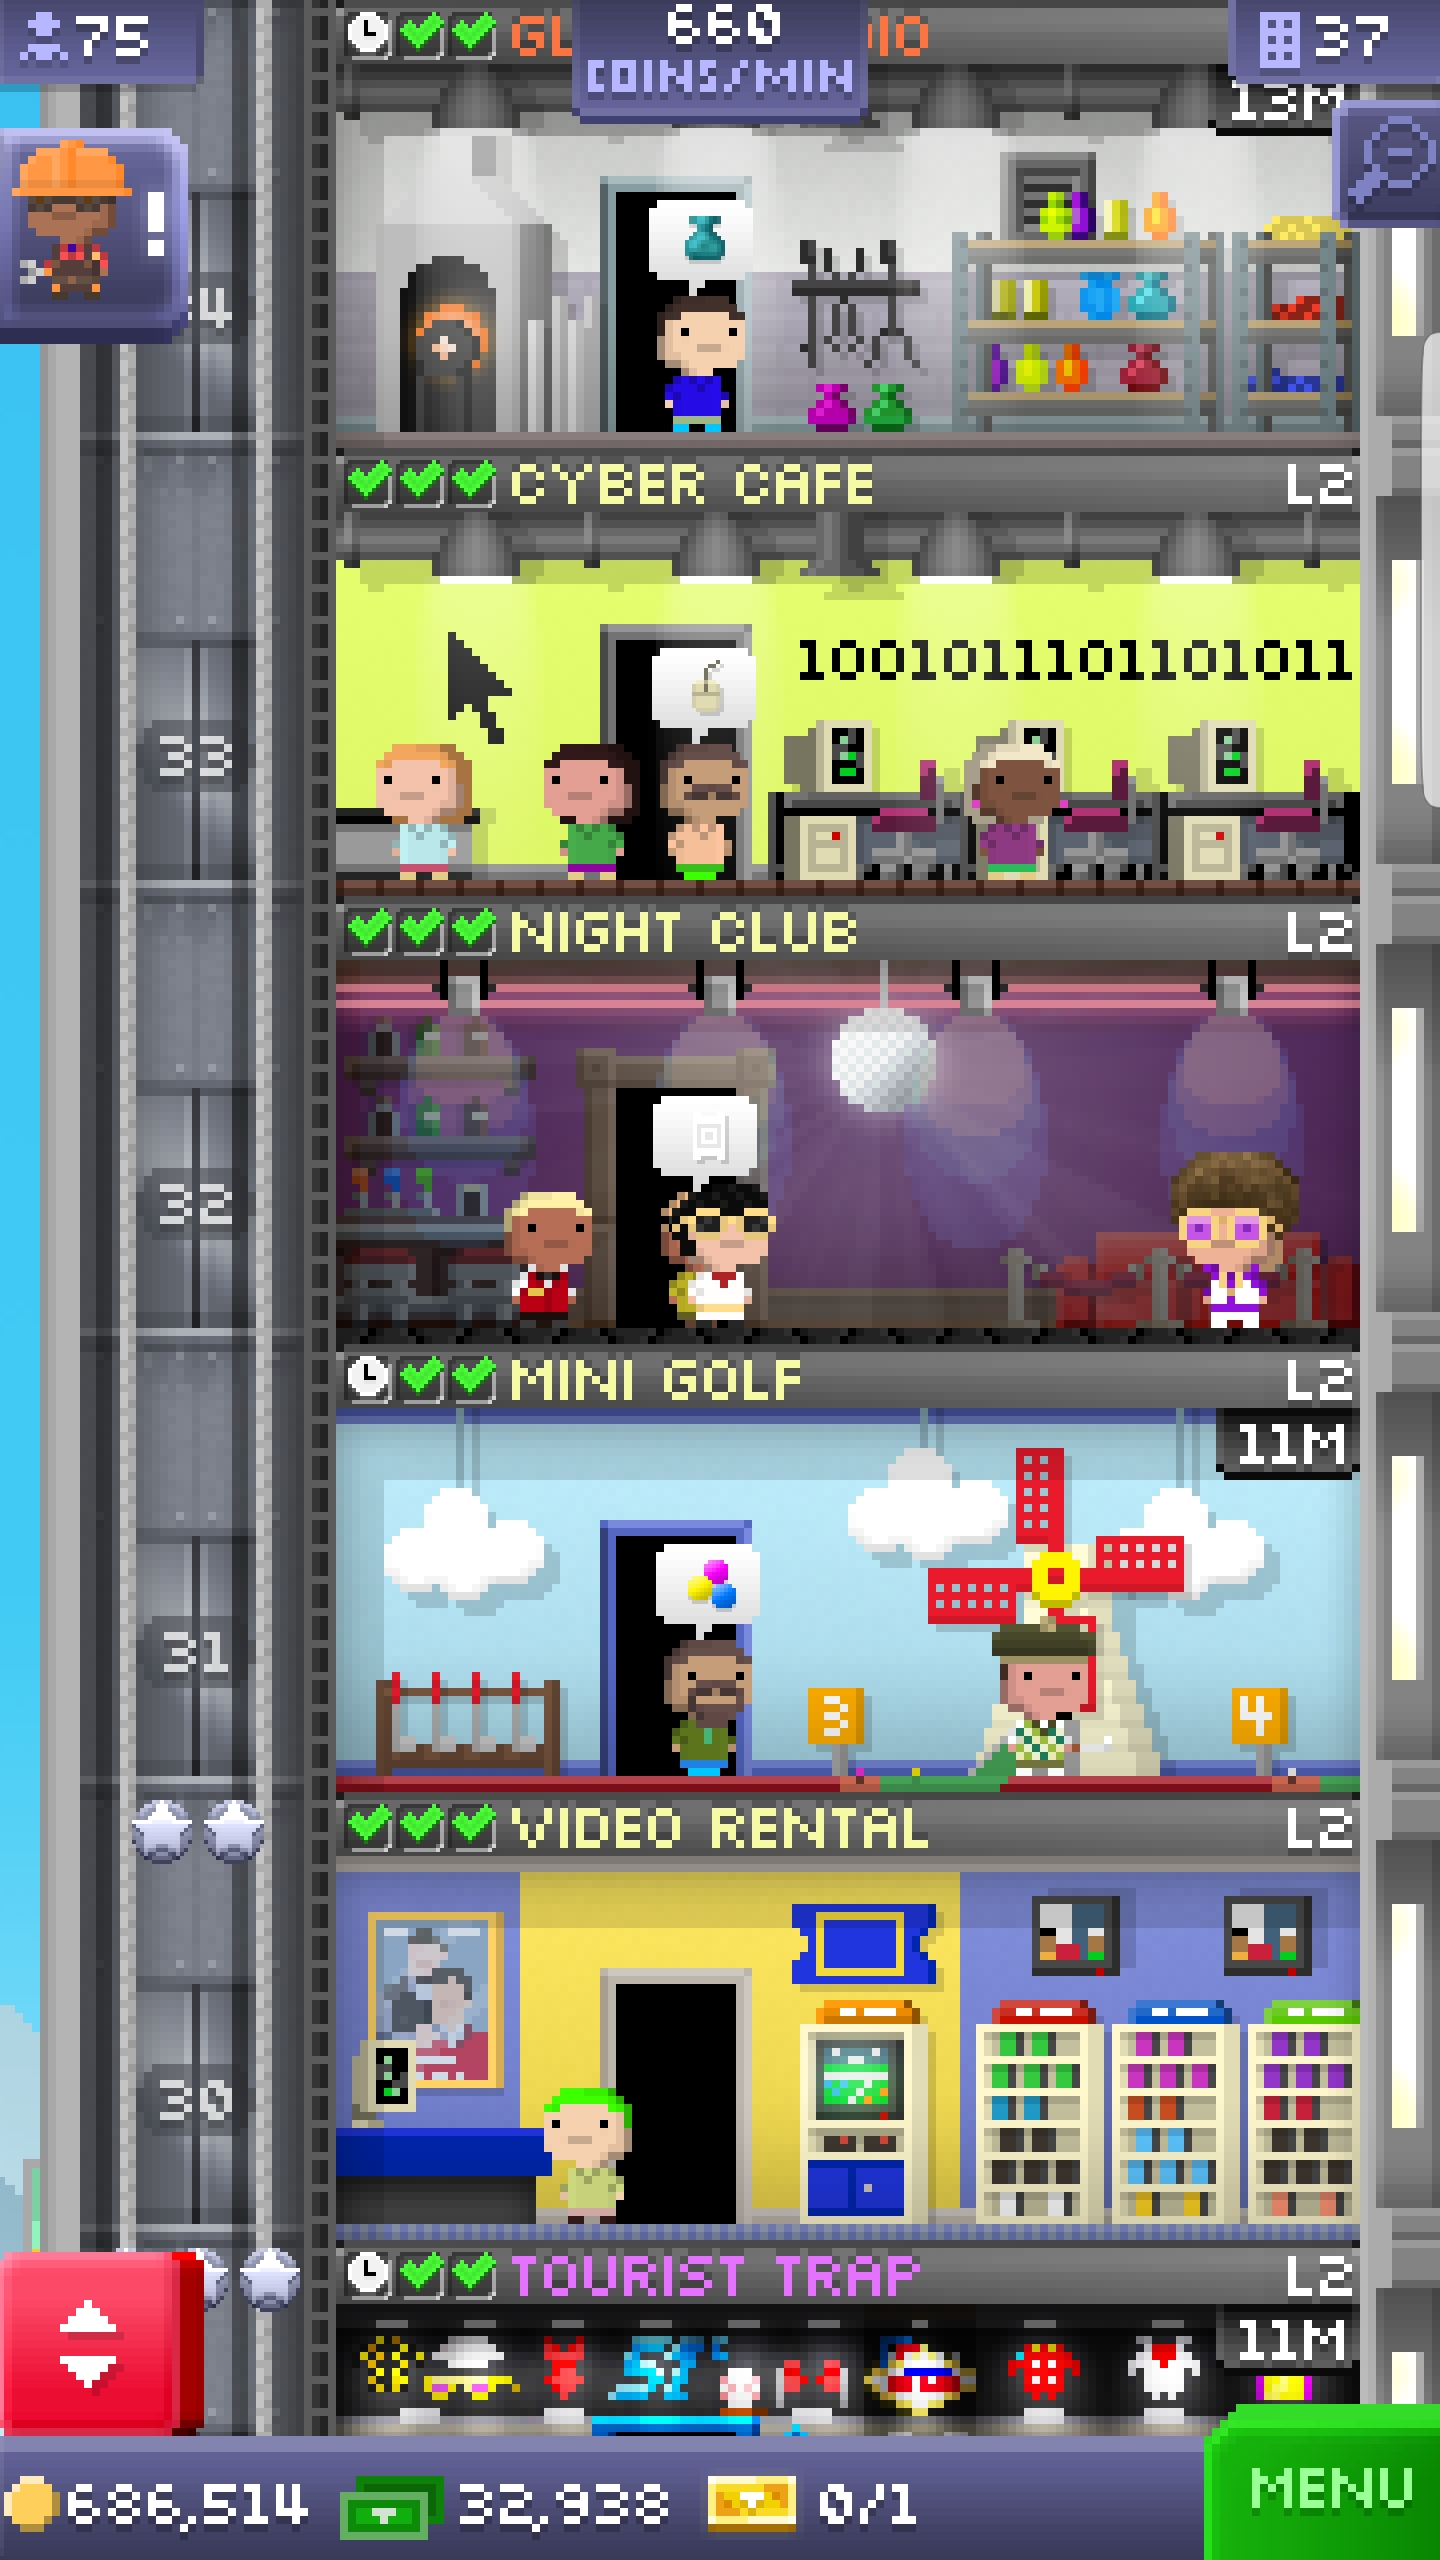 75
660
COINS/MIN
37
13M
!
CYBER CAFE L2
1001011101101011
33
NIGHT CLUB L2
32
MINI GOLF L2
11M
31
3
4
VIDEO RENTAL L2
30
TOURIST TRAP L2
11M
686,514 32,938 0/1
MENU